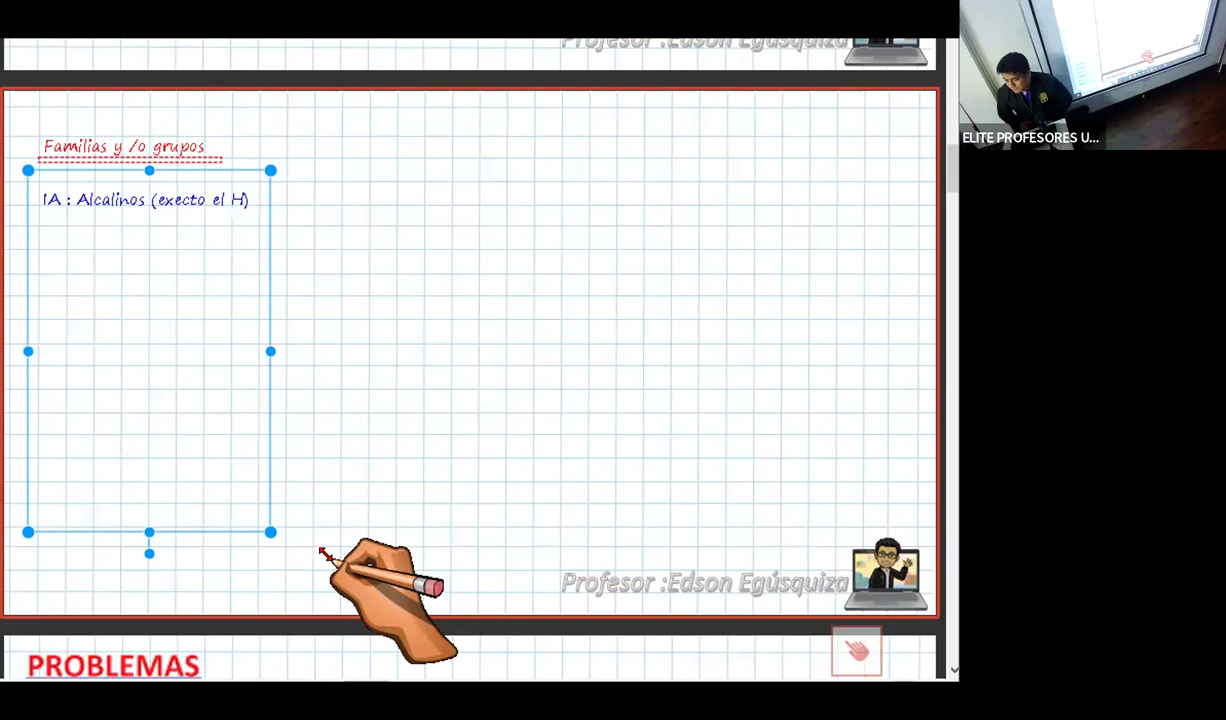 Profesor :Edson Egúsquiza
ELITE PROFESORES U...
Familias y /o grupos
IA : Alcalinos (execto el H)
Profesor :Edson Egúsquiza
PROBLEMAS